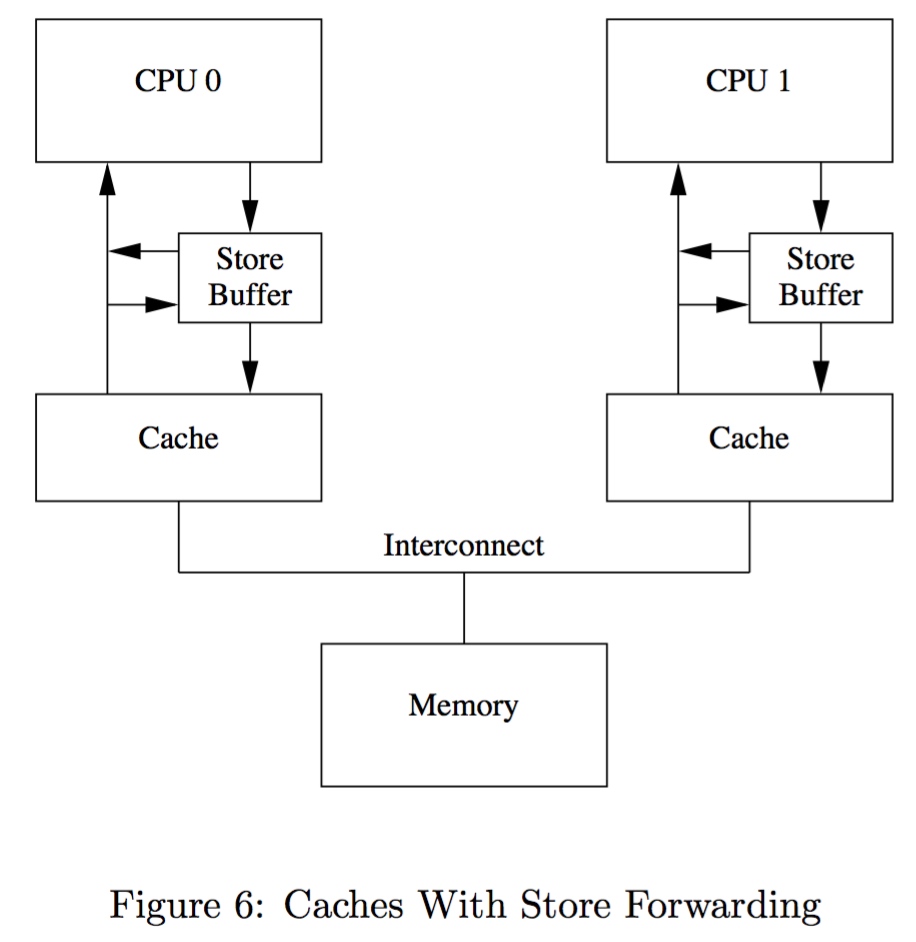 CPU 0
CPU 1
Store
Buffer
Store
Buffer
Cache
Cache
Interconnect
Memory
Figure 6: Caches With Store Forwarding